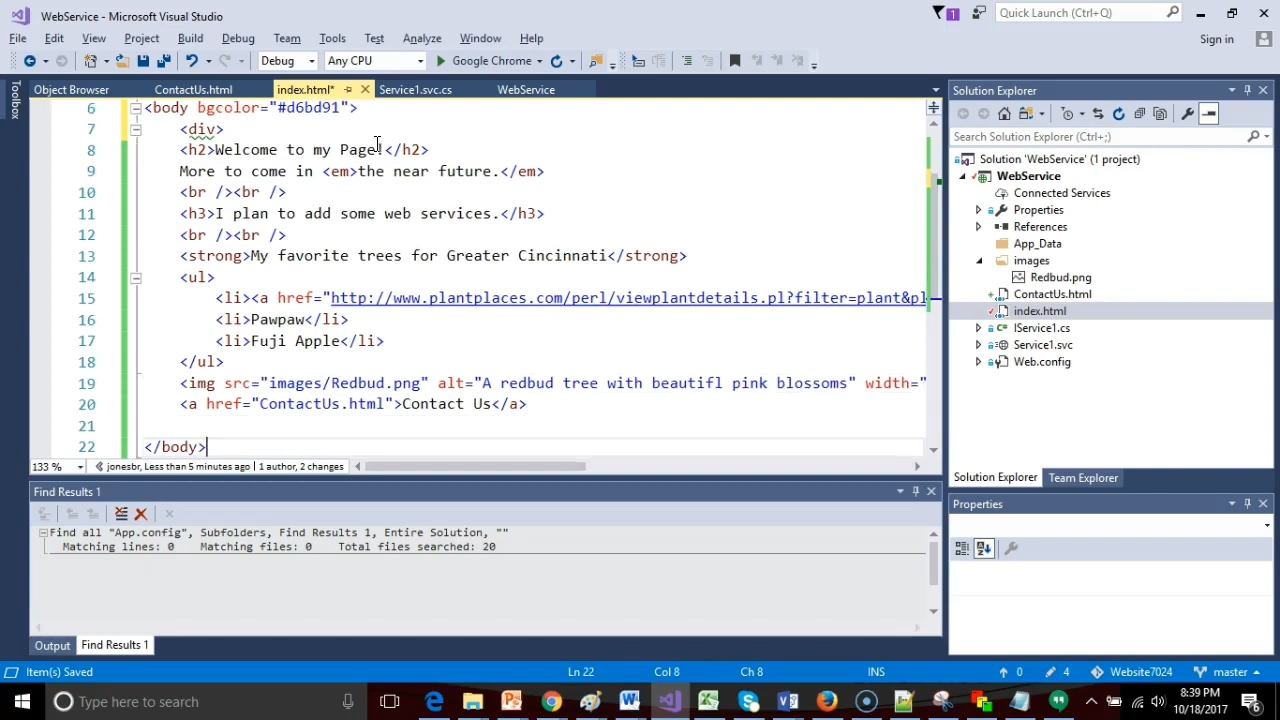 WebService - Microsoft Visual Studio
1
Quick Launch (Ctrl+Q)
File Edit View Project Build Debug Team Tools Test Analyze Window Help
Sign in
Debug Any CPU Google Chrome
Toolbox
Object Browser ContactUs.html index.html* Service1.svc.cs WebService
6 <body bgcolor="#d6bd91">
7 <div>
8 <h2>Welcome to my Page!</h2>
9 More to come in <em>the near future.</em>
10 <br /><br />
11 <h3>I plan to add some web services.</h3>
12 <br /><br />
13 <strong>My favorite trees for Greater Cincinnati</strong>
14 <ul>
15 <li><a href="http://www.plantplaces.com/perl/viewplantdetails.pl?filter=plant&pl
16 <li>Pawpaw</li>
17 <li>Fuji Apple</li>
18 </ul>
19 <img src="images/Redbud.png" alt="A redbud tree with beautifl pink blossoms" width="
20 <a href="ContactUs.html">Contact Us</a>
21
22 </body>
133 % jonesbr, Less than 5 minutes ago | 1 author, 2 changes
Find Results 1
Find all "App.config", Subfolders, Find Results 1, Entire Solution, ""
Matching lines: 0 Matching files: 0 Total files searched: 20
Output Find Results 1
Solution Explorer
Search Solution Explorer (Ctrl+;)
Solution 'WebService' (1 project)
WebService
Connected Services
Properties
References
App_Data
images
Redbud.png
ContactUs.html
index.html
IService1.cs
Service1.svc
Web.config
Solution Explorer Team Explorer
Properties
Item(s) Saved Ln 22 Col 8 Ch 8 INS 0 4 Website7024 master
Type here to search
8:39 PM
10/18/2017
6